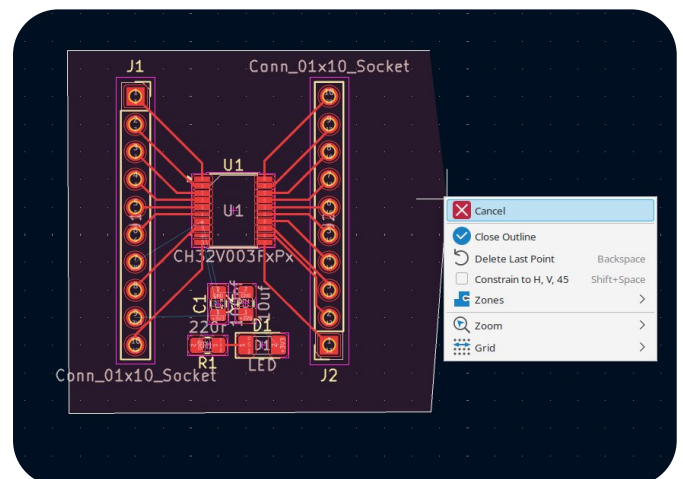 J1
Conn_01x10_Socket
U1
U1
CH32V003FxPx
C1
10uf
220r
D1
D1
R1
LED
Conn_01x10_Socket
J2
Cancel
Close Outline
Delete Last Point Backspace
Constrain to H, V, 45 Shift+Space
Zones
Zoom
Grid